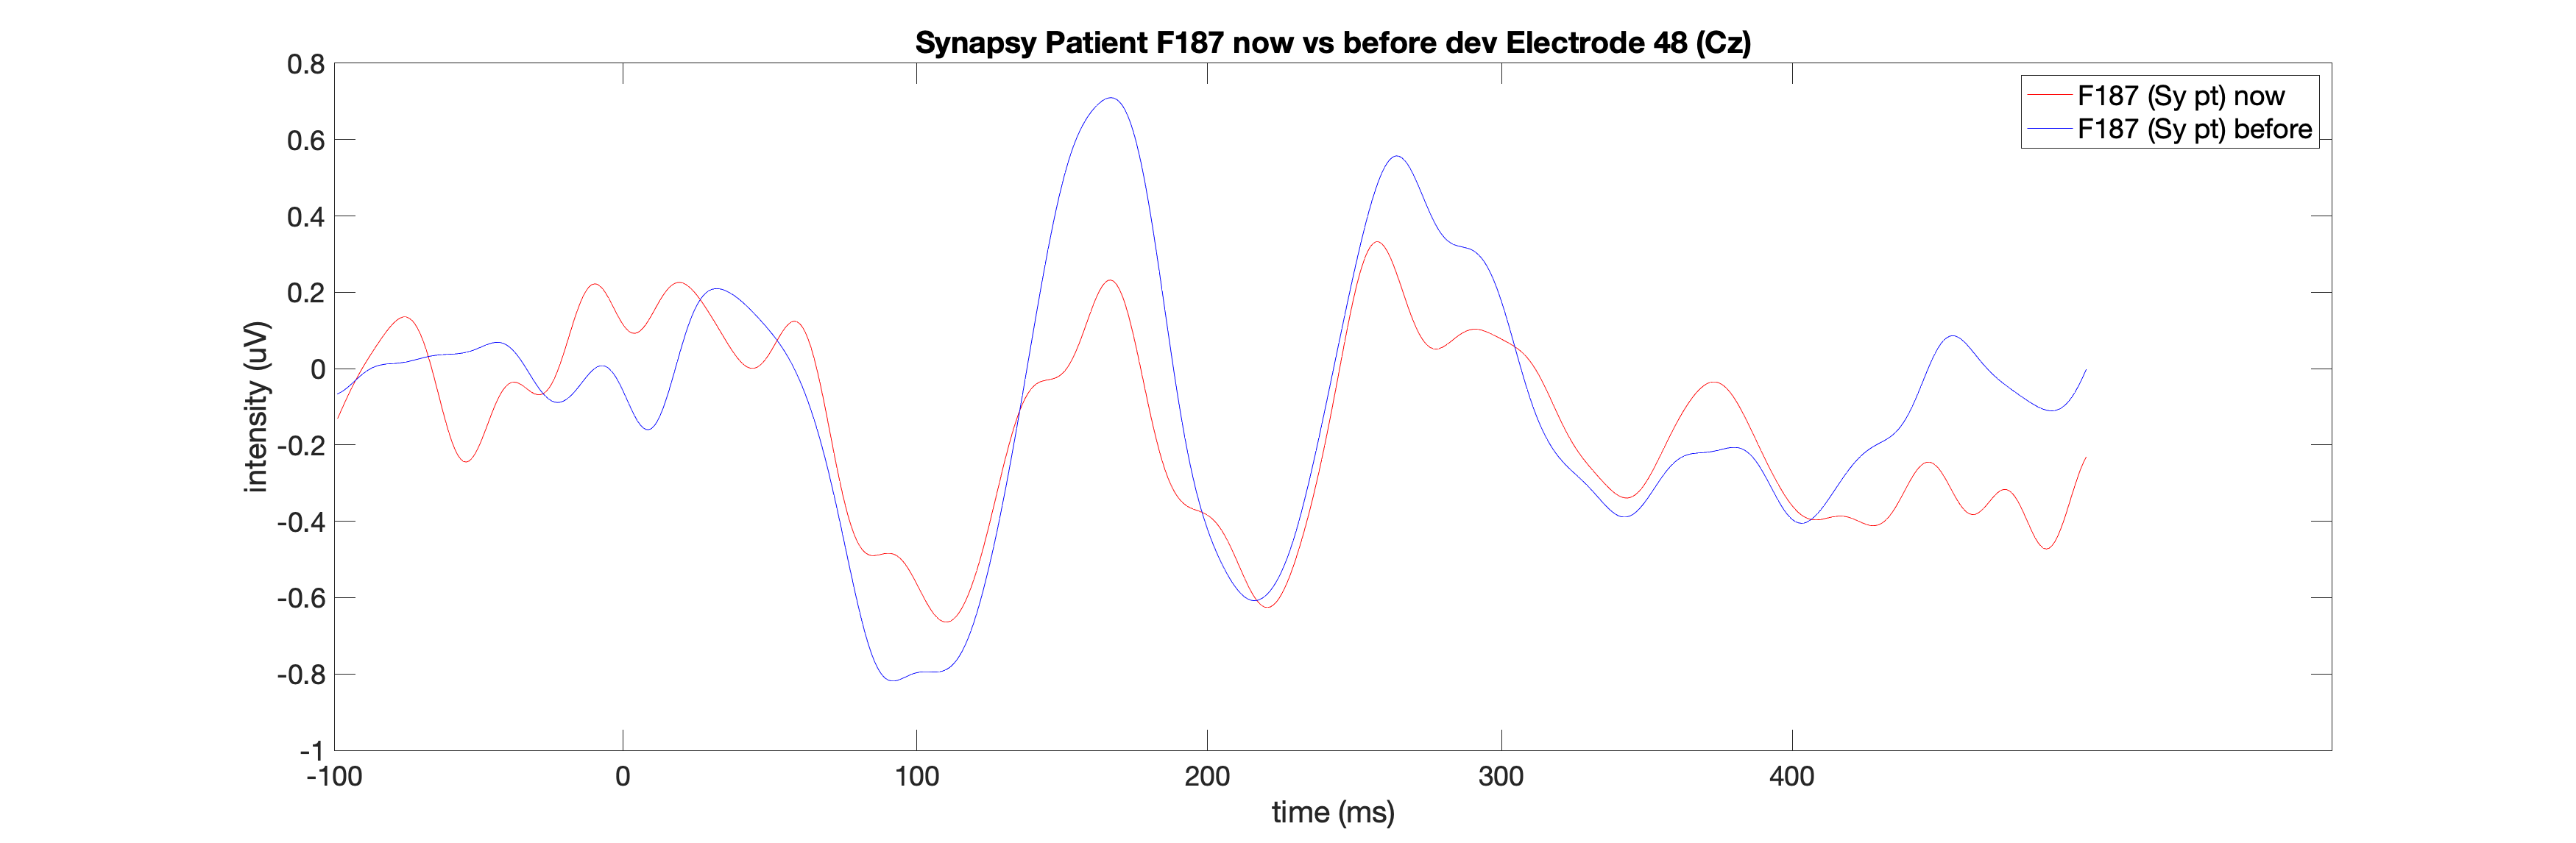 Synapsy Patient F187 now vs before dev Electrode 48 (Cz)
F187 (Sy pt) now
F187 (Sy pt) before
intensity (uV)
0.8
0.6
0.4
0.2
0
-0.2
-0.4
-0.6
-0.8
-1
-100 0 100 200 300 400
time (ms)